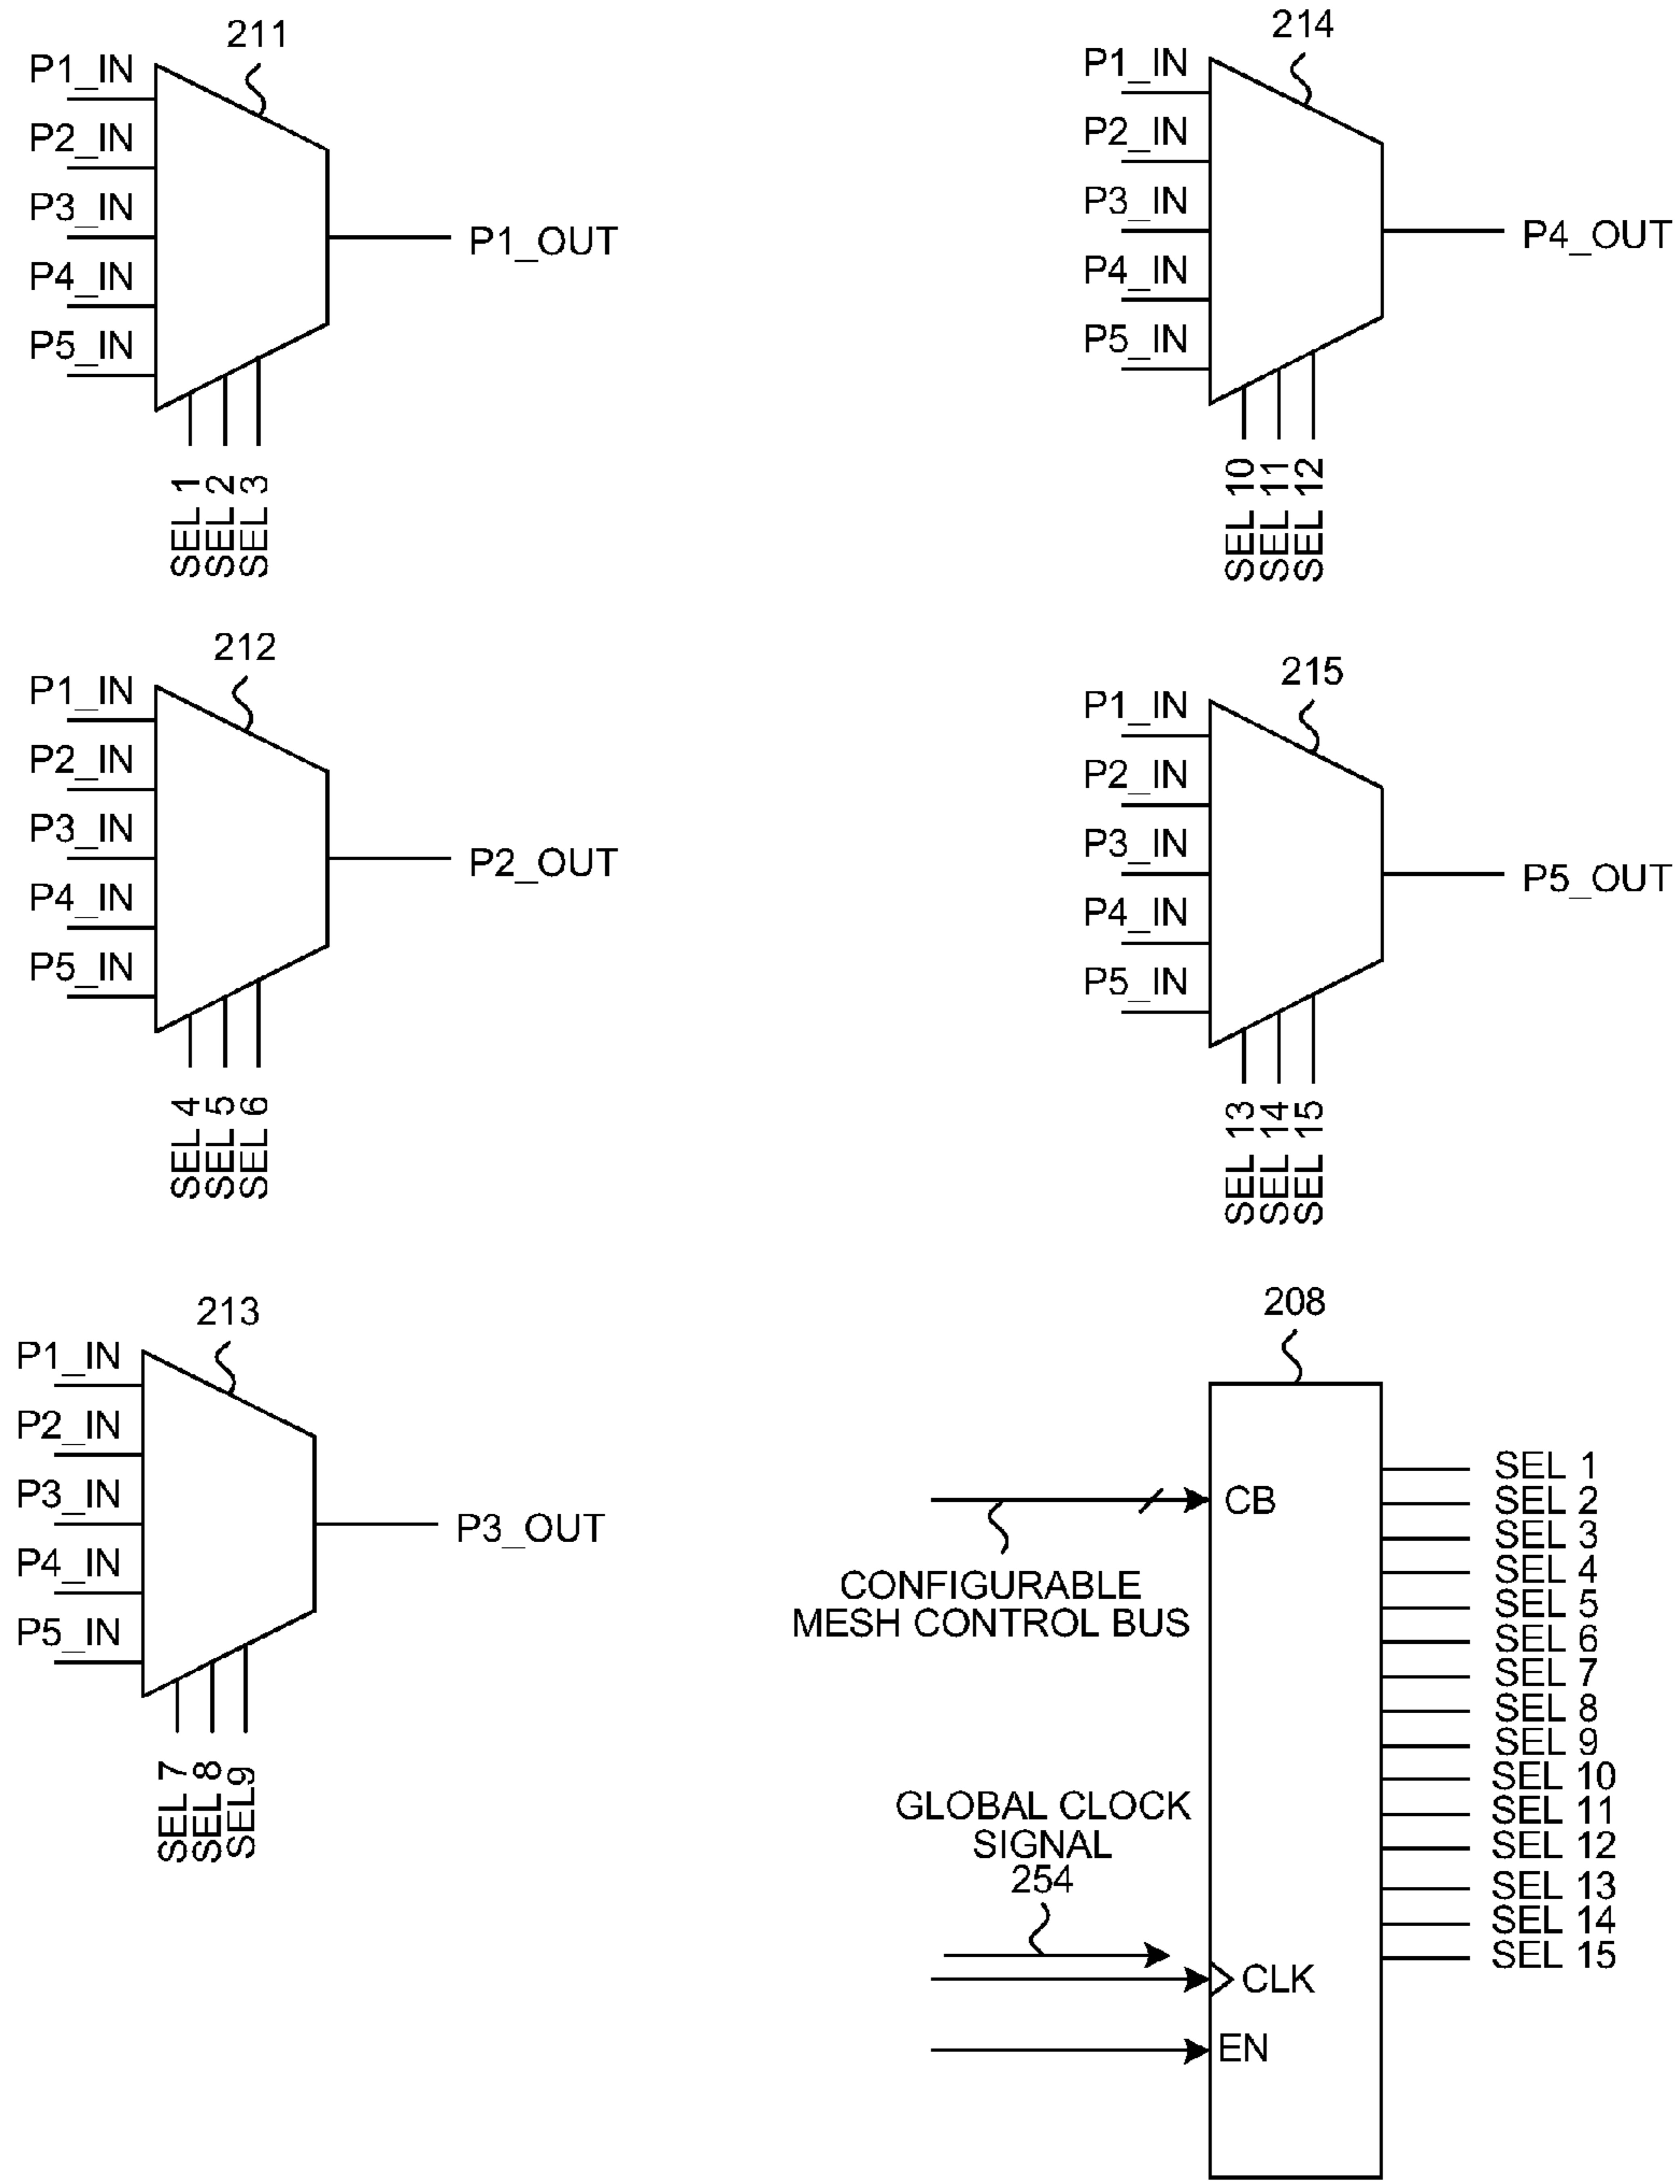 211
P1_IN
P2_IN
P3_IN
P4_IN
P5_IN
P1_OUT
SEL 1
SEL 2
SEL 3
214
P1_IN
P2_IN
P3_IN
P4_IN
P5_IN
P4_OUT
SEL 10
SEL 11
SEL 12
212
P1_IN
P2_IN
P3_IN
P4_IN
P5_IN
P2_OUT
SEL 4
SEL 5
SEL 6
215
P1_IN
P2_IN
P3_IN
P4_IN
P5_IN
P5_OUT
SEL 13
SEL 14
SEL 15
213
P1_IN
P2_IN
P3_IN
P4_IN
P5_IN
P3_OUT
SEL 7
SEL 8
SEL9
208
CB
CONFIGURABLE
MESH CONTROL BUS
GLOBAL CLOCK
SIGNAL
254
CLK
EN
SEL 1
SEL 2
SEL 3
SEL 4
SEL 5
SEL 6
SEL 7
SEL 8
SEL 9
SEL 10
SEL 11
SEL 12
SEL 13
SEL 14
SEL 15